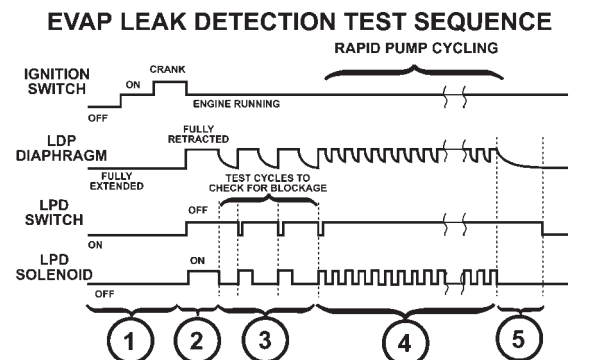 EVAP LEAK DETECTION TEST SEQUENCE
RAPID PUMP CYCLING
IGNITION
SWITCH
CRANK
ON
OFF
ENGINE RUNNING
LDP
DIAPHRAGM
FULLY
RETRACTED
FULLY
EXTENDED
TEST CYCLES TO
CHECK FOR BLOCKAGE
LPD
SWITCH
OFF
ON
LPD
SOLENOID
ON
OFF
1 2 3 4 5